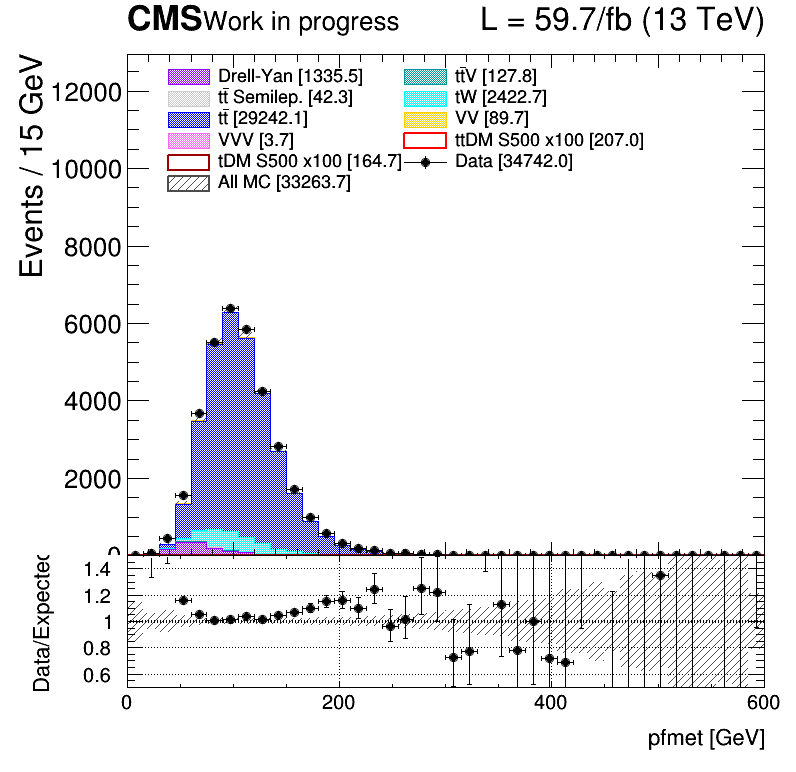 CMS Work in progress L = 59.7/fb (13 TeV)
Events / 15 GeV
12000
10000
8000
6000
4000
2000
0
Drell-Yan [1335.5] tt̄V [127.8]
tt̄ Semilep. [42.3] tW [2422.7]
tt̄ [29242.1] VV [89.7]
VVV [3.7] ttDM S500 x100 [207.0]
tDM S500 x100 [164.7] Data [34742.0]
All MC [33263.7]
Data/Expected
1.4
1.2
1
0.8
0.6
0 200 400 600
pfmet [GeV]